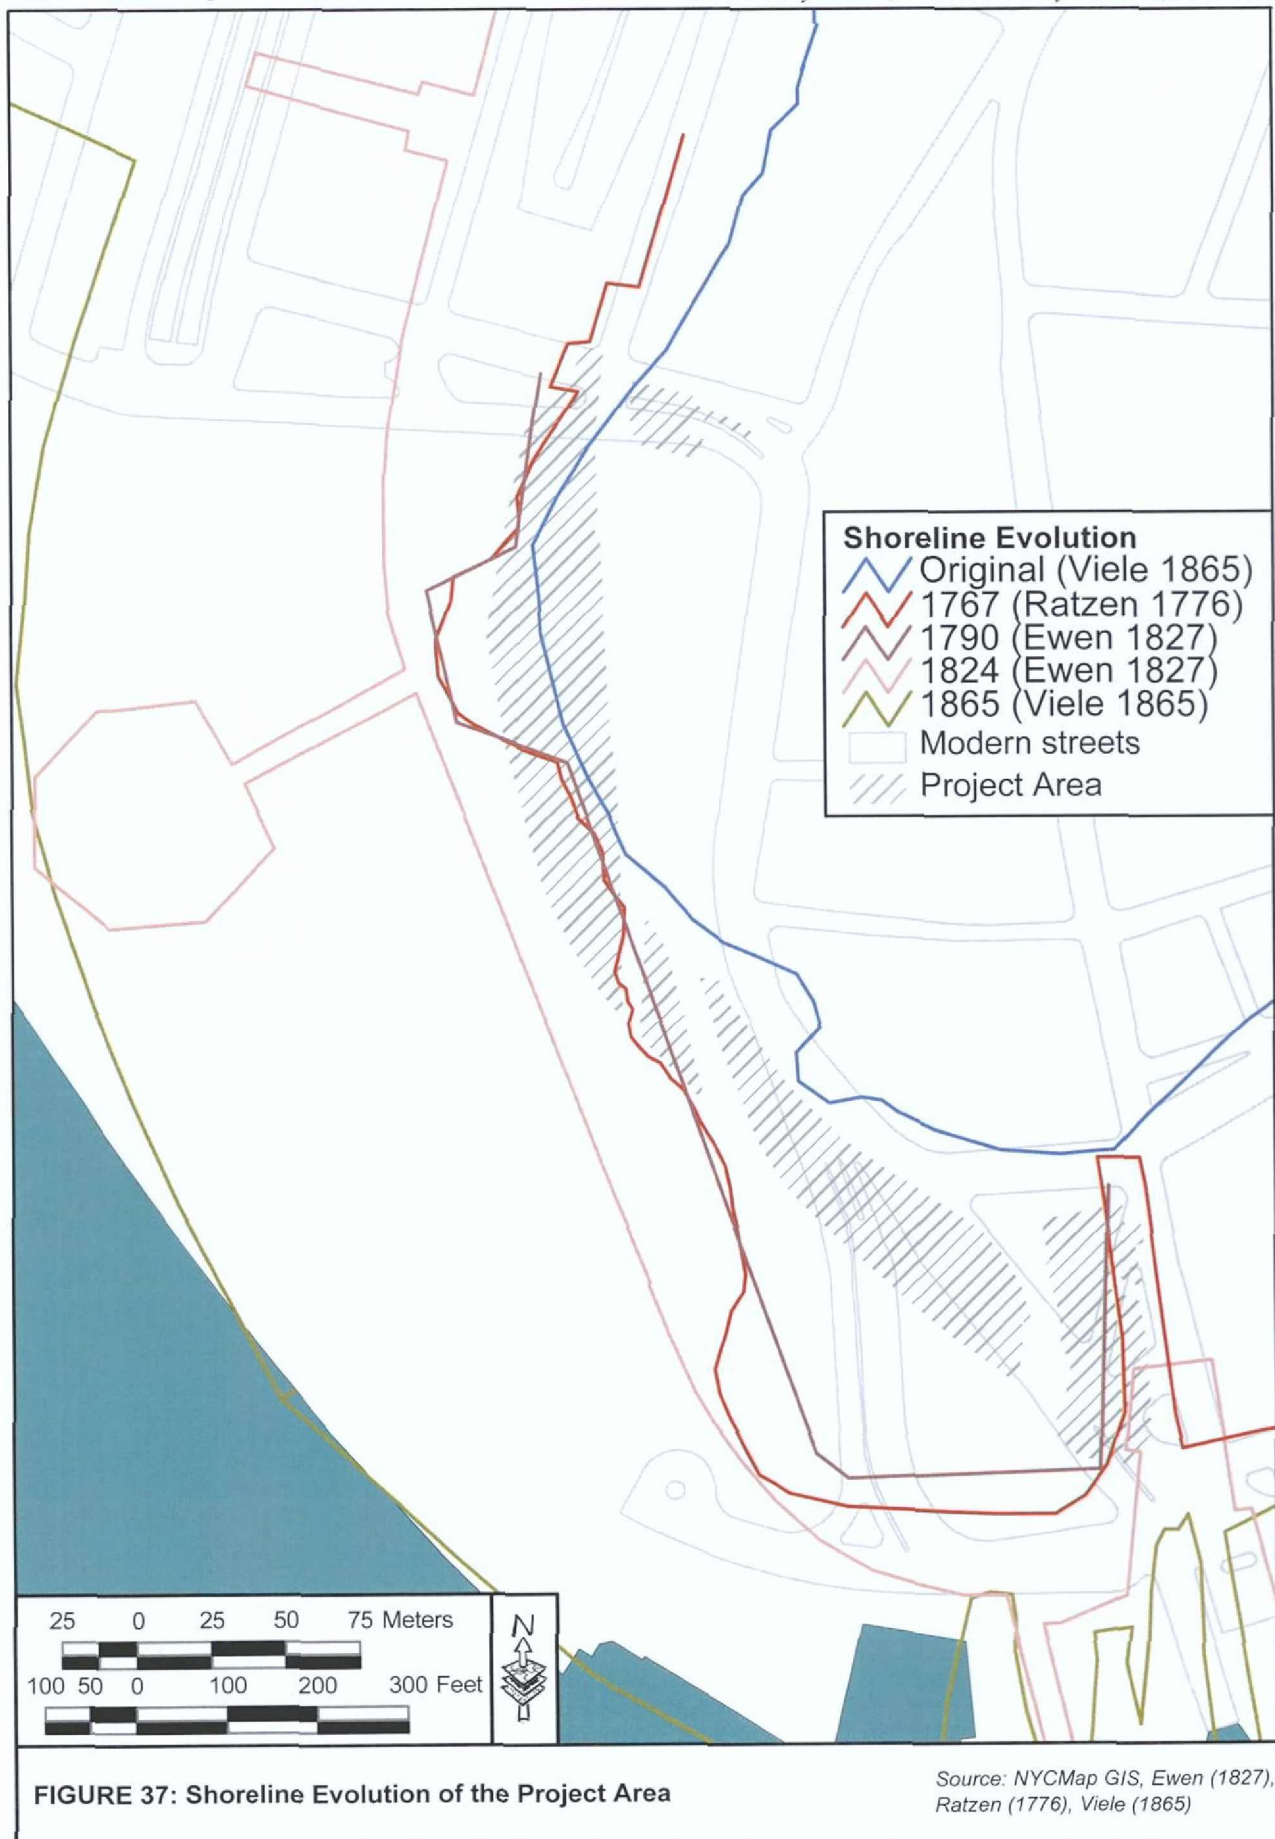 Shoreline Evolution
Original (Viele 1865)
1767 (Ratzen 1776)
1790 (Ewen 1827)
1824 (Ewen 1827)
1865 (Viele 1865)
Modern streets
Project Area
25 0 25 50 75 Meters
100 50 0 100 200 300 Feet
N
FIGURE 37: Shoreline Evolution of the Project Area
Source: NYCMap GIS, Ewen (1827),
Ratzen (1776), Viele (1865)